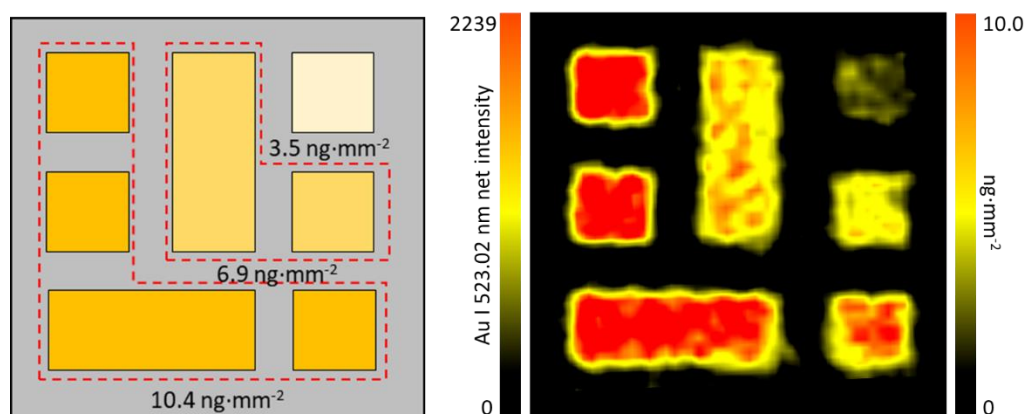 3.5 ng·mm⁻²
6.9 ng·mm⁻²
10.4 ng·mm⁻²
2239
Au I 523.02 nm net intensity
0
10.0
ng·mm⁻²
0